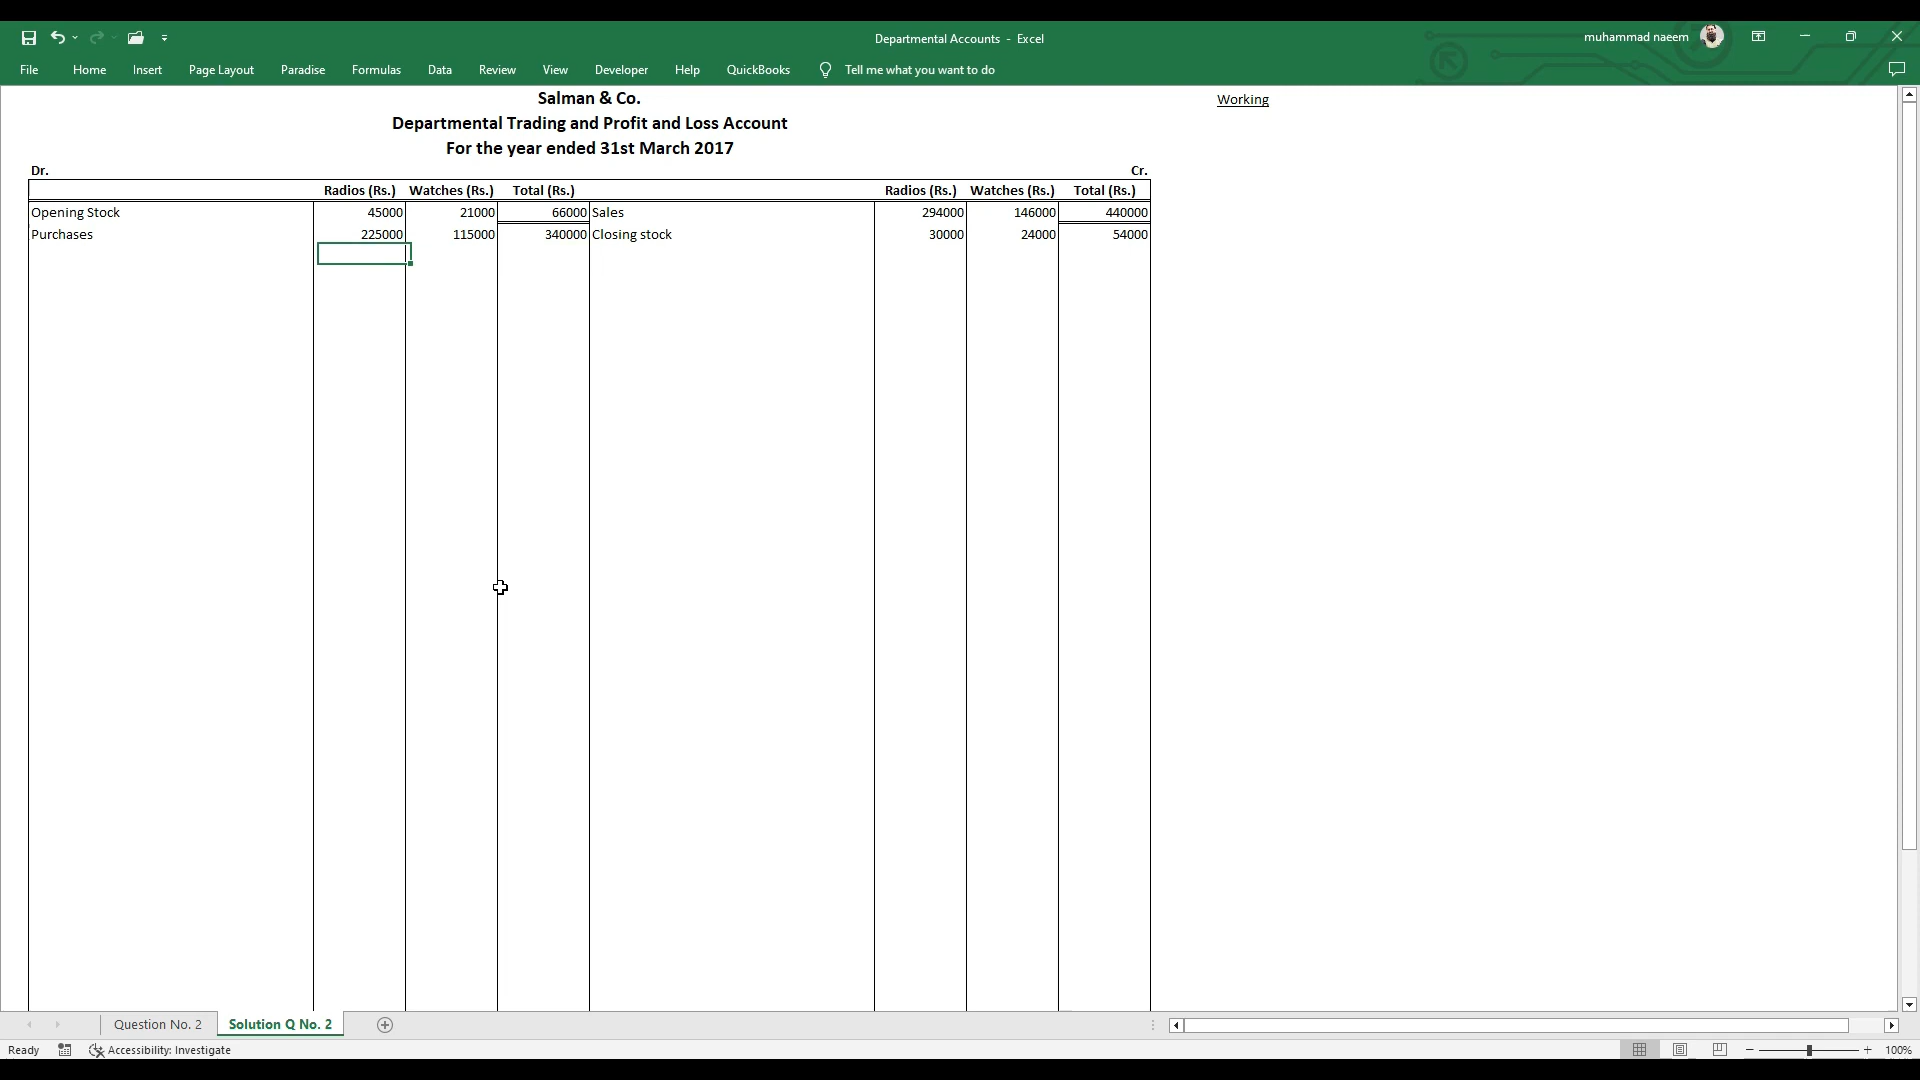 Departmental Accounts - Excel
muhammad naeem
File Home Insert Page Layout Paradise Formulas Data Review View Developer Help QuickBooks Tell me what you want to do
Salman & Co.
Working
Departmental Trading and Profit and Loss Account
For the year ended 31st March 2017
Dr. Cr.
Radios (Rs.) Watches (Rs.) Total (Rs.) Radios (Rs.) Watches (Rs.) Total (Rs.)
Opening Stock 45000 21000 66000 Sales 294000 146000 440000
Purchases 225000 115000 340000 Closing stock 30000 24000 54000
Question No. 2 Solution Q No. 2
Ready Accessibility: Investigate 100%